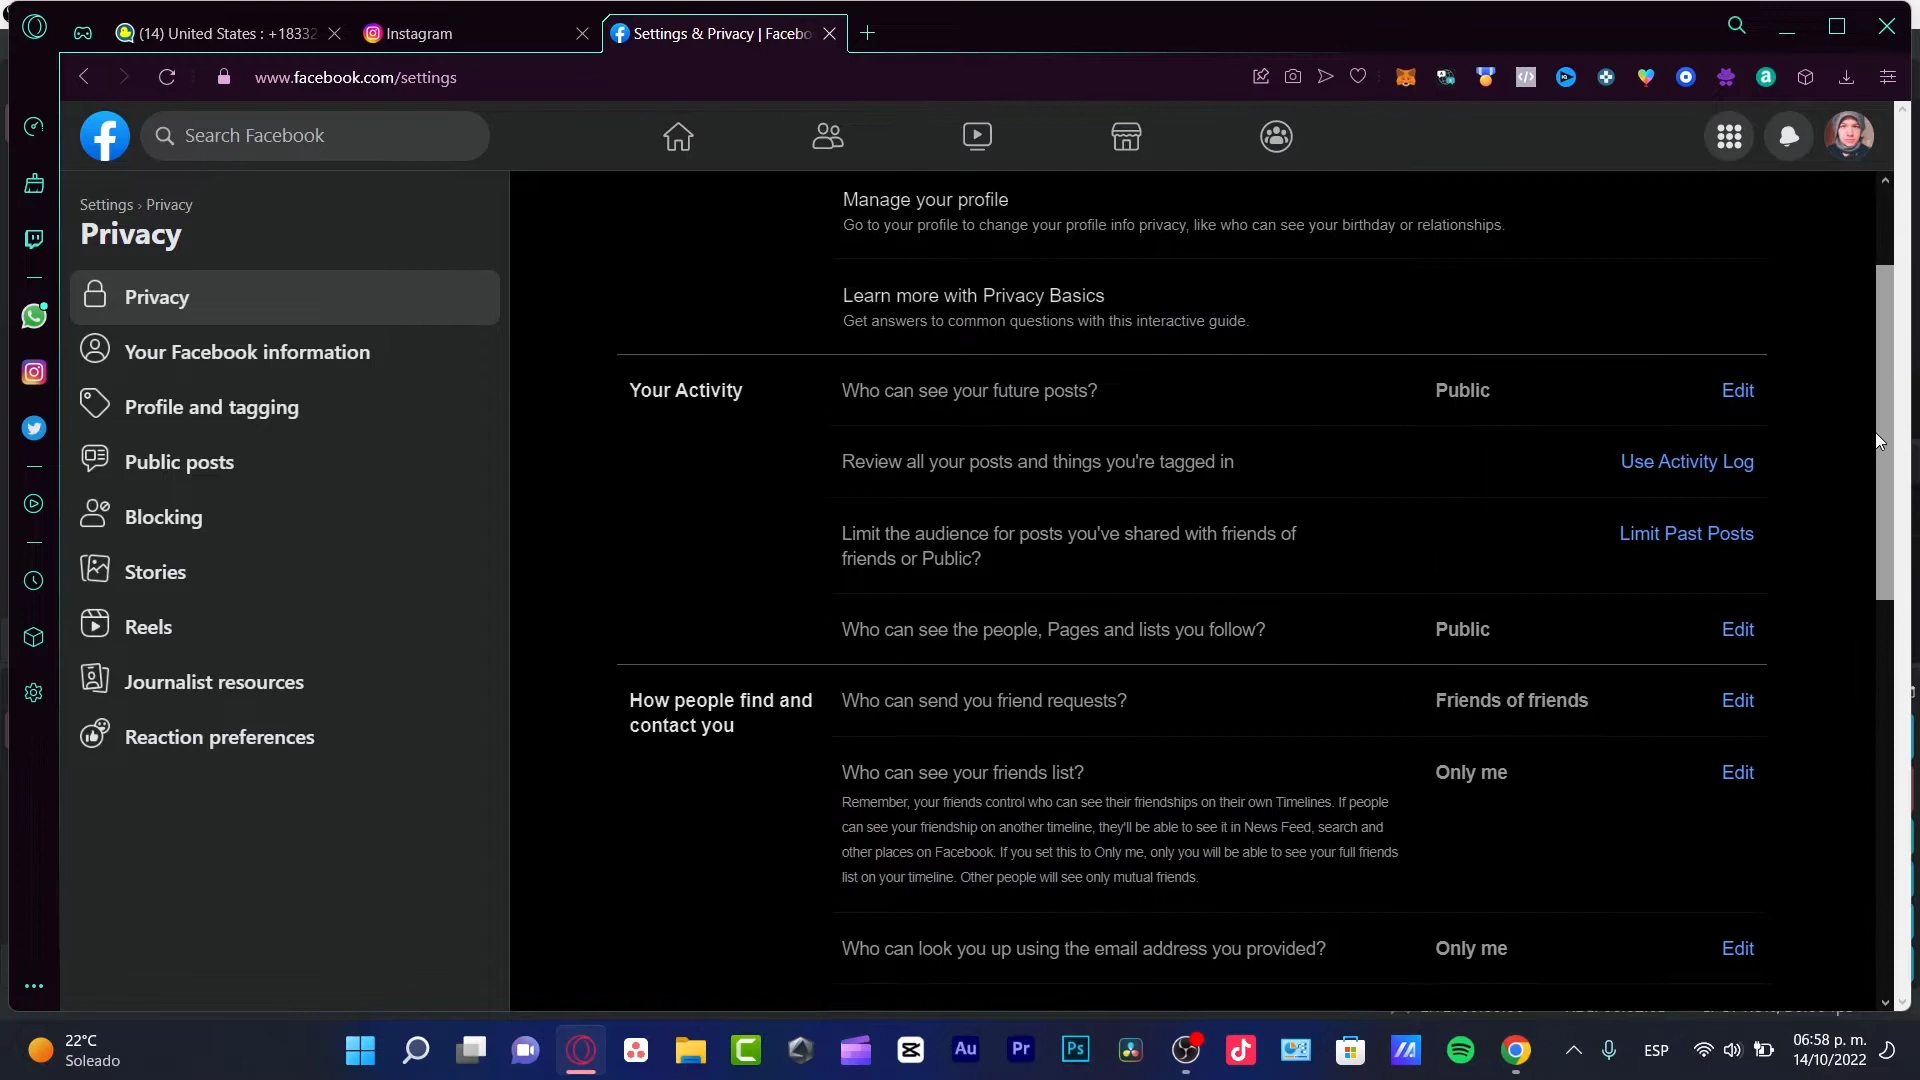 (14) United States : +18332
Instagram
Settings & Privacy | Facebo
www.facebook.com/settings
Search Facebook
Settings › Privacy
Privacy
Privacy
Your Facebook information
Profile and tagging
Public posts
Blocking
Stories
Reels
Journalist resources
Reaction preferences
Manage your profile
Go to your profile to change your profile info privacy, like who can see your birthday or relationships.
Learn more with Privacy Basics
Get answers to common questions with this interactive guide.
Your Activity
Who can see your future posts?
Public
Edit
Review all your posts and things you're tagged in
Use Activity Log
Limit the audience for posts you've shared with friends of
friends or Public?
Limit Past Posts
Who can see the people, Pages and lists you follow?
Public
Edit
How people find and
contact you
Who can send you friend requests?
Friends of friends
Edit
Who can see your friends list?
Only me
Edit
Remember, your friends control who can see their friendships on their own Timelines. If people
can see your friendship on another timeline, they'll be able to see it in News Feed, search and
other places on Facebook. If you set this to Only me, only you will be able to see your full friends
list on your timeline. Other people will see only mutual friends.
Who can look you up using the email address you provided?
Only me
Edit
22°C
Soleado
Au
Pr
Ps
ESP
06:58 p. m.
14/10/2022